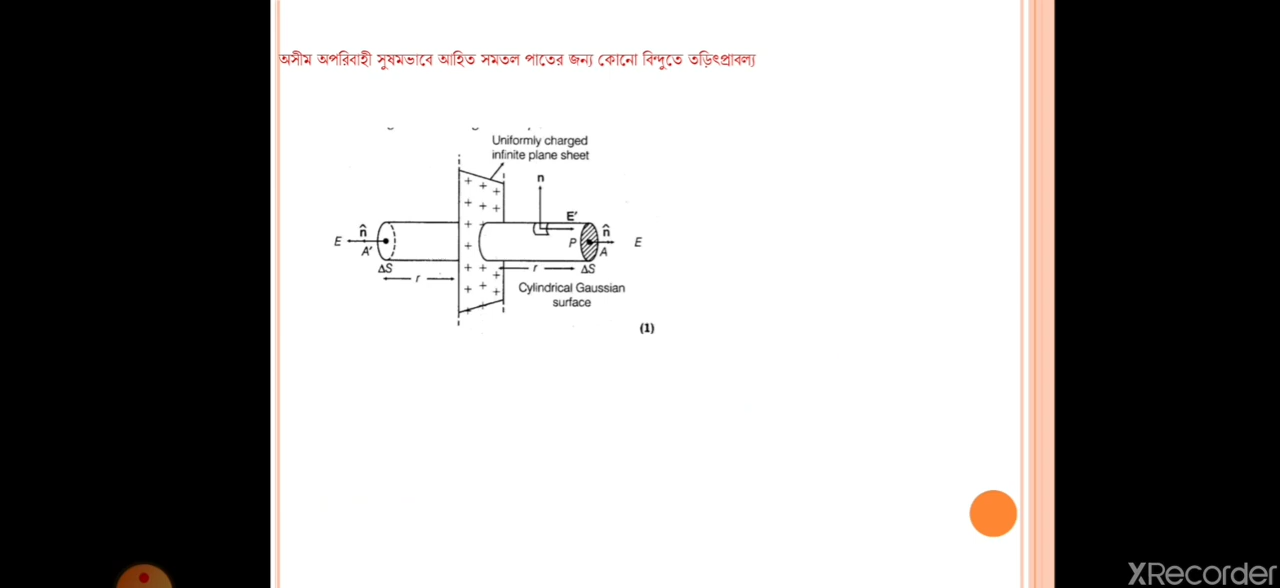 অসীম অপরিবাহী সুষমভাবে আহিত সমতল পাতের জন্য কোনো বিন্দুতে তড়িৎপ্রাবল্য
Uniformly charged
infinite plane sheet
n
E'
E n̂ P n̂ E
A' A
ΔS r r ΔS
Cylindrical Gaussian
surface
(1)
XRecorder